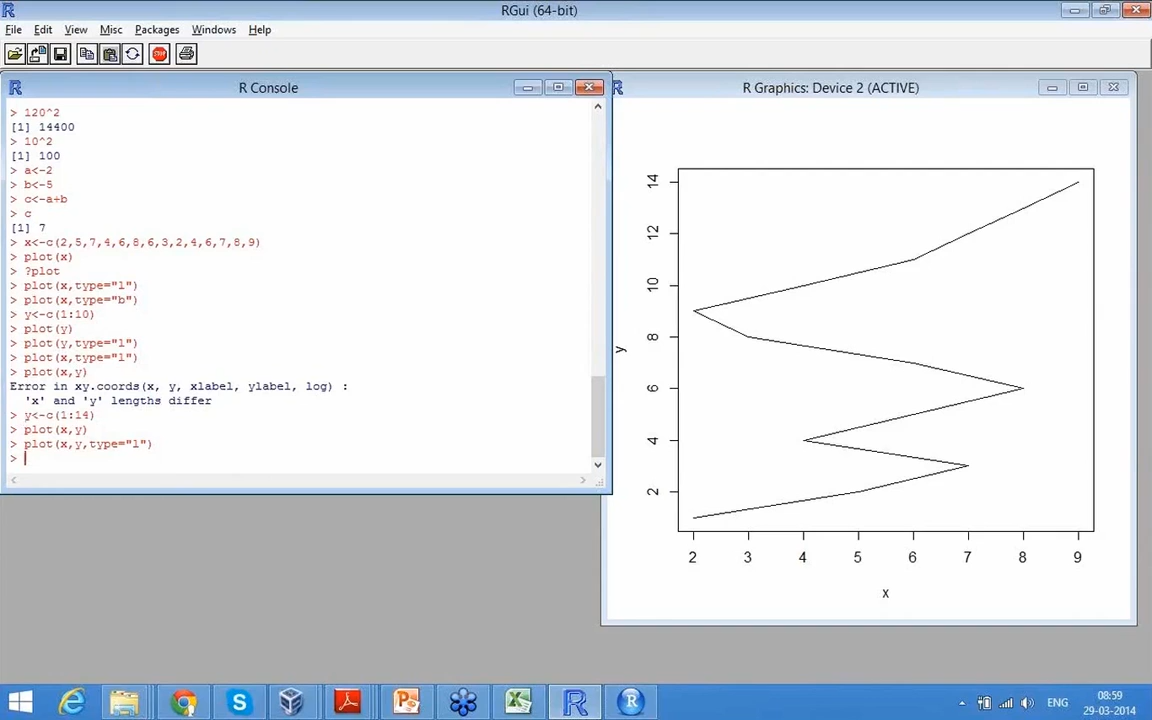 RGui (64-bit)
File Edit View Misc Packages Windows Help
STOP
R Console
> 120^2
[1] 14400
> 10^2
[1] 100
> a<-2
> b<-5
> c<-a+b
> c
[1] 7
> x<-c(2,5,7,4,6,8,6,3,2,4,6,7,8,9)
> plot(x)
> ?plot
> plot(x,type="l")
> plot(x,type="b")
> y<-c(1:10)
> plot(y)
> plot(y,type="l")
> plot(x,type="l")
> plot(x,y)
Error in xy.coords(x, y, xlabel, ylabel, log) :
'x' and 'y' lengths differ
> y<-c(1:14)
> plot(x,y)
> plot(x,y,type="l")
>
R Graphics: Device 2 (ACTIVE)
14
12
10
8
6
4
2
y
2 3 4 5 6 7 8 9
x
ENG
08:59
29-03-2014